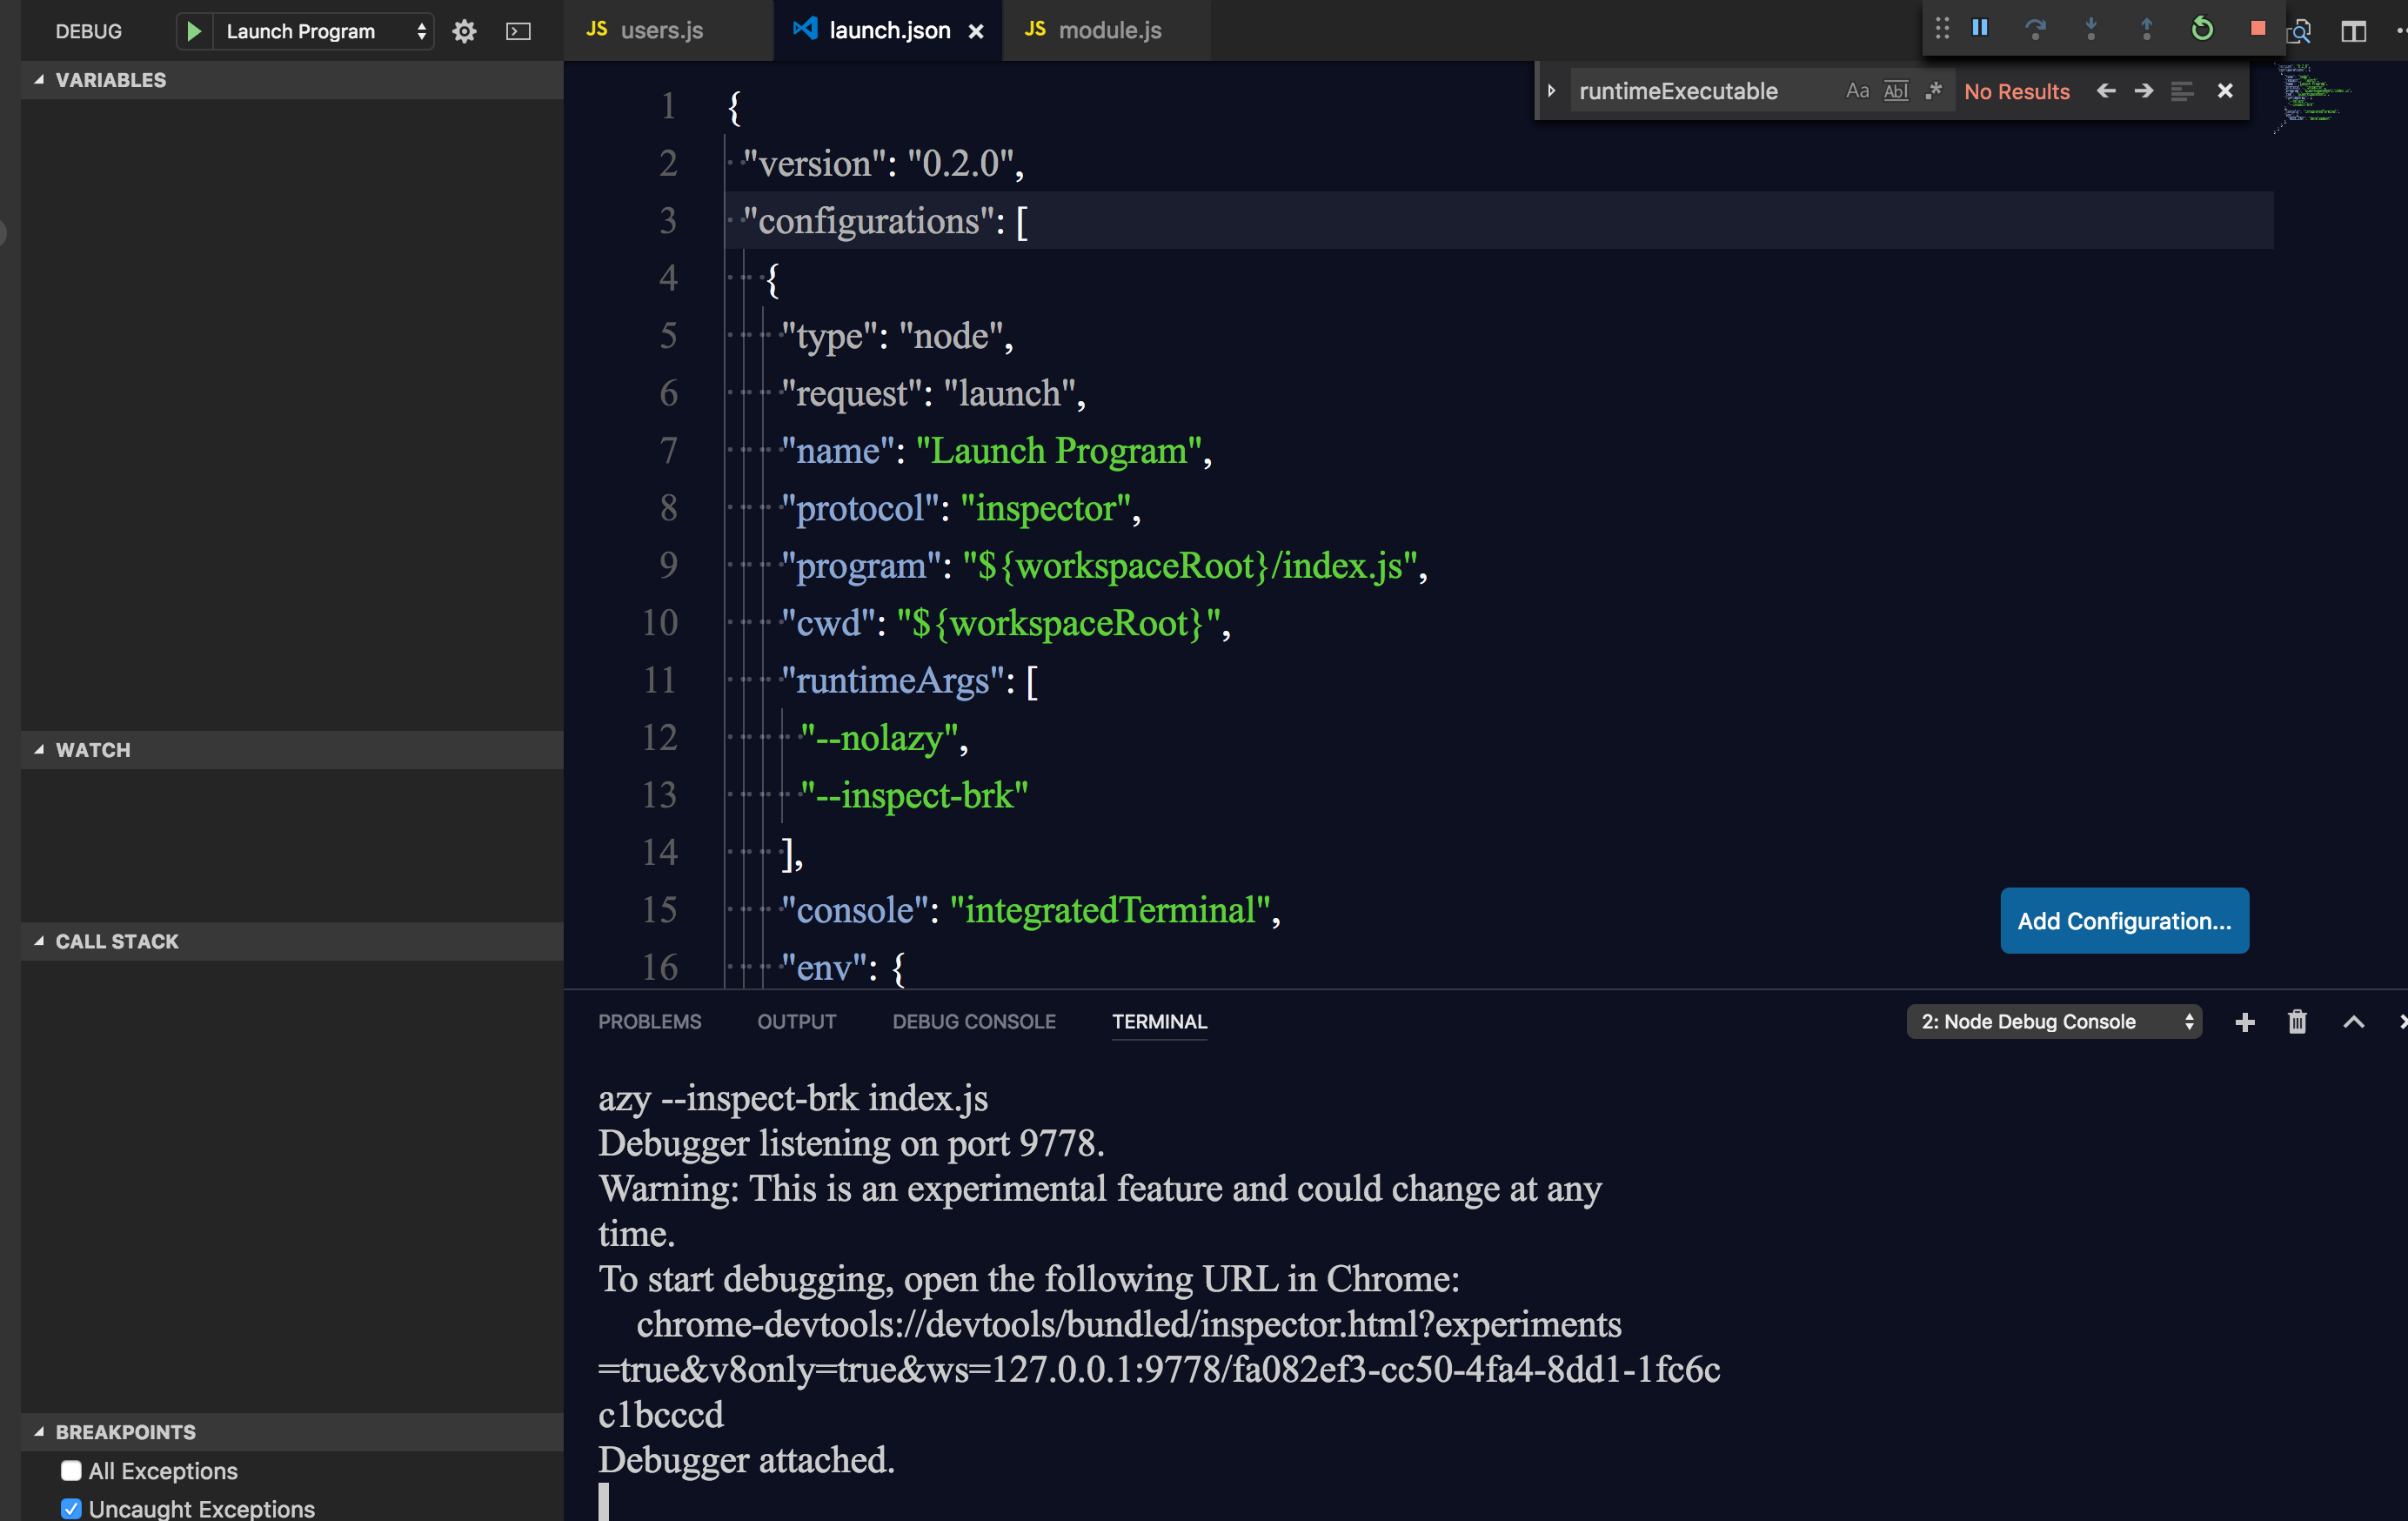 DEBUG
Launch Program
JS users.js
launch.json
JS module.js
VARIABLES
runtimeExecutable
Aa
Abl
.*
No Results
1 {
2 "version": "0.2.0",
3 "configurations": [
4 {
5 "type": "node",
6 "request": "launch",
7 "name": "Launch Program",
8 "protocol": "inspector",
9 "program": "${workspaceRoot}/index.js",
10 "cwd": "${workspaceRoot}",
11 "runtimeArgs": [
12 "--nolazy",
13 "--inspect-brk"
14 ],
15 "console": "integratedTerminal",
16 "env": {
WATCH
CALL STACK
BREAKPOINTS
All Exceptions
Uncaught Exceptions
Add Configuration...
PROBLEMS
OUTPUT
DEBUG CONSOLE
TERMINAL
2: Node Debug Console
azy --inspect-brk index.js
Debugger listening on port 9778.
Warning: This is an experimental feature and could change at any
time.
To start debugging, open the following URL in Chrome:
chrome-devtools://devtools/bundled/inspector.html?experiments
=true&v8only=true&ws=127.0.0.1:9778/fa082ef3-cc50-4fa4-8dd1-1fc6c
c1bcccd
Debugger attached.